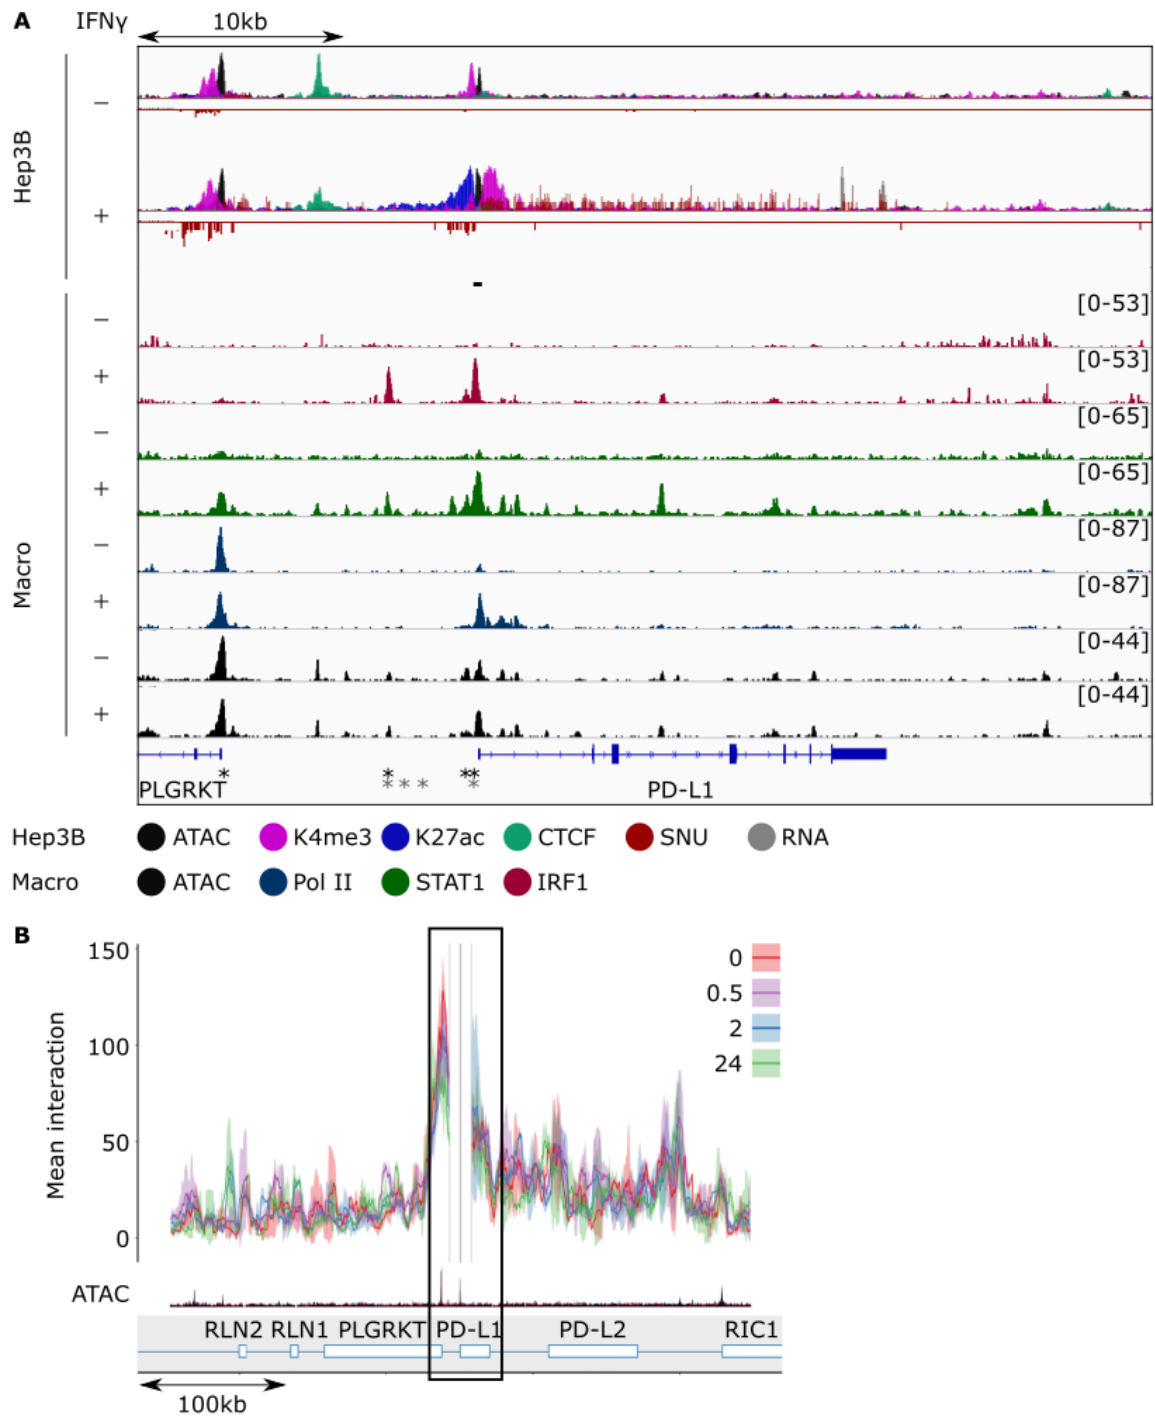 A
IFNγ
10kb
Hep3B
−
+
Macro
− [0-53]
+ [0-53]
− [0-65]
+ [0-65]
− [0-87]
+ [0-87]
− [0-44]
+ [0-44]
* * **
* * * *
PLGRKT PD-L1
Hep3B ATAC K4me3 K27ac CTCF SNU RNA
Macro ATAC Pol II STAT1 IRF1
B
Mean interaction
150
100
50
0
0
0.5
2
24
ATAC
RLN2 RLN1 PLGRKT PD-L1 PD-L2 RIC1
100kb